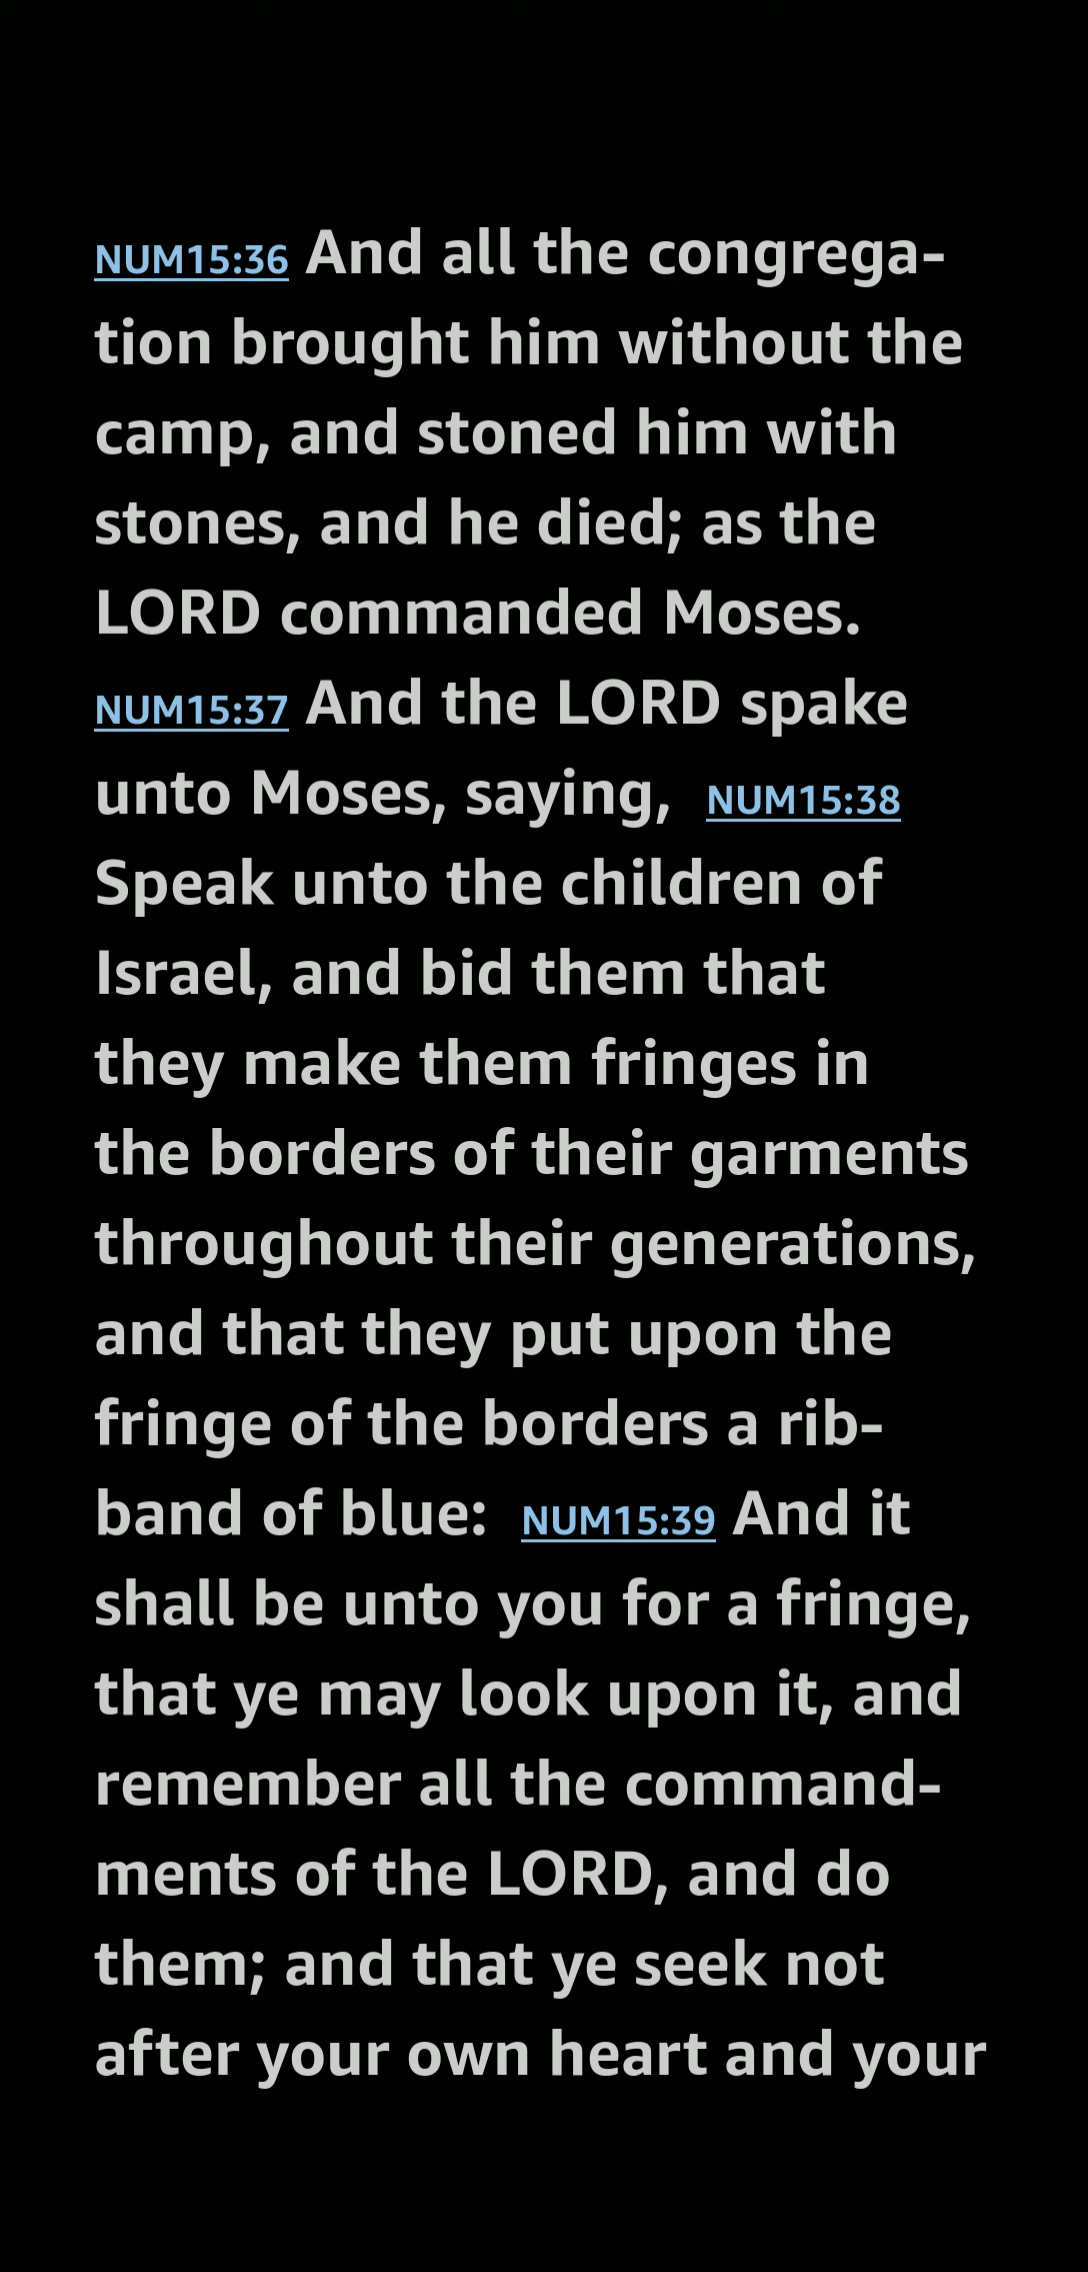 NUM15:36 And all the congrega-
tion brought him without the
camp, and stoned him with
stones, and he died; as the
LORD commanded Moses.
NUM15:37 And the LORD spake
unto Moses, saying, NUM15:38
Speak unto the children of
Israel, and bid them that
they make them fringes in
the borders of their garments
throughout their generations,
and that they put upon the
fringe of the borders a rib-
band of blue: NUM15:39 And it
shall be unto you for a fringe,
that ye may look upon it, and
remember all the command-
ments of the LORD, and do
them; and that ye seek not
after your own heart and your